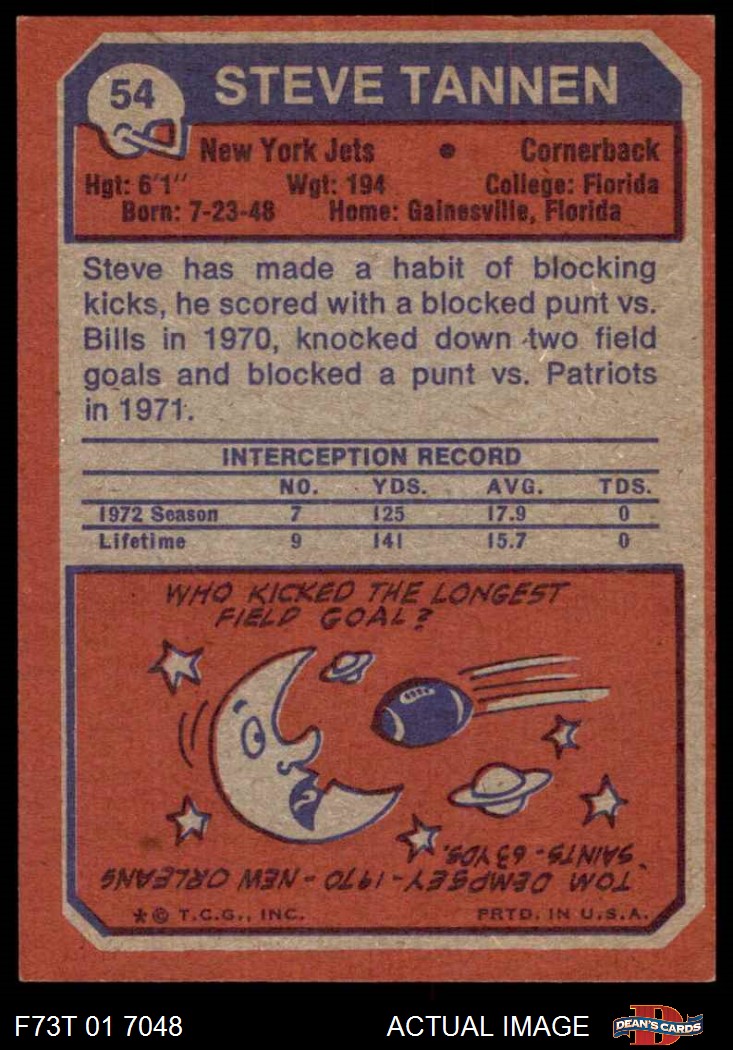 54
STEVE TANNEN
New York Jets • Cornerback
Hgt: 6'1" Wgt: 194 College: Florida
Born: 7-23-48 Home: Gainesville, Florida
Steve has made a habit of blocking
kicks, he scored with a blocked punt vs.
Bills in 1970, knocked down two field
goals and blocked a punt vs. Patriots
in 1971.
INTERCEPTION RECORD
NO. YDS. AVG. TDS.
1972 Season 7 125 17.9 0
Lifetime 9 141 15.7 0
WHO KICKED THE LONGEST
FIELD GOAL?
TOM DEMPSEY - 1970 - NEW ORLEANS
SAINTS - 63 YDS.
*© T.C.G., INC. PRTD. IN U.S.A.
F73T 01 7048 ACTUAL IMAGE D DEAN'S CARDS